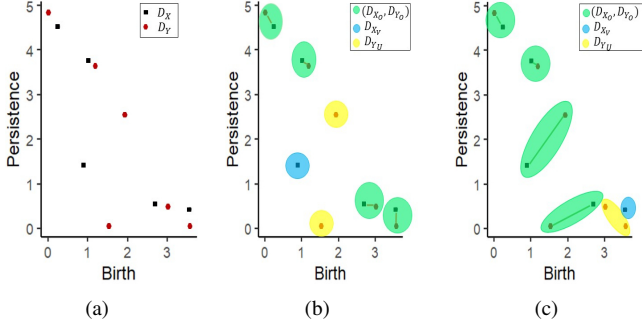 5
4
3
2
1
0
Persistence
0 1 2 3
Birth
D_X
D_Y
(a)
5
4
3
2
1
0
Persistence
0 1 2 3
Birth
(D_{X_O}, D_{Y_O})
D_{X_V}
D_{Y_U}
(b)
5
4
3
2
1
0
Persistence
0 1 2 3
Birth
(D_{X_O}, D_{Y_O})
D_{X_V}
D_{Y_U}
(c)